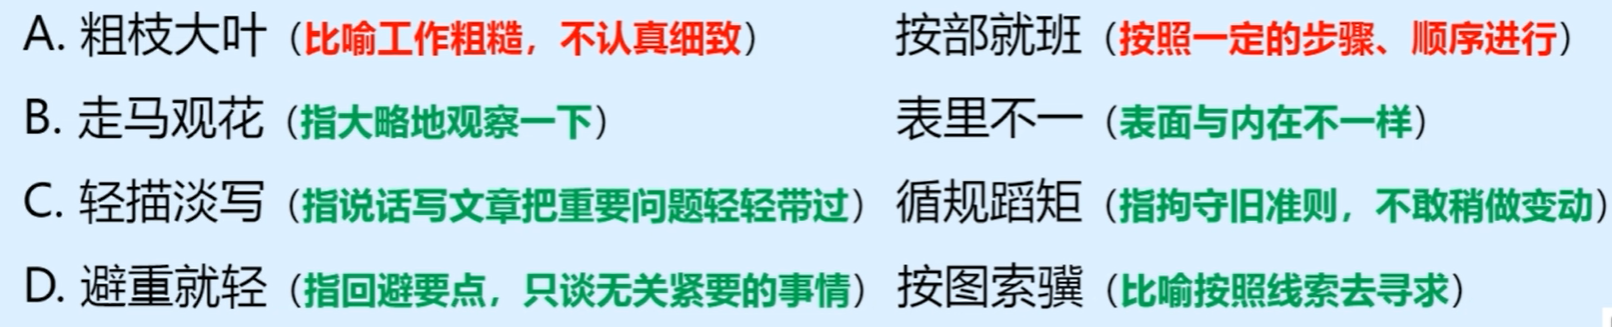 A. 粗枝大叶（比喻工作粗糙，不认真细致） 按部就班（按照一定的步骤、顺序进行）
B. 走马观花（指大略地观察一下） 表里不一（表面与内在不一样）
C. 轻描淡写（指说话写文章把重要问题轻轻带过） 循规蹈矩（指拘守旧准则，不敢稍做变动）
D. 避重就轻（指回避要点，只谈无关紧要的事情） 按图索骥（比喻按照线索去寻求）